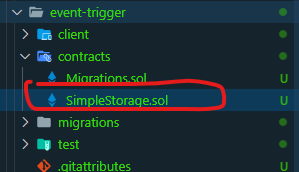 event-trigger
client
contracts
Migrations.sol U
SimpleStorage.sol U
migrations
test
.gitattributes U